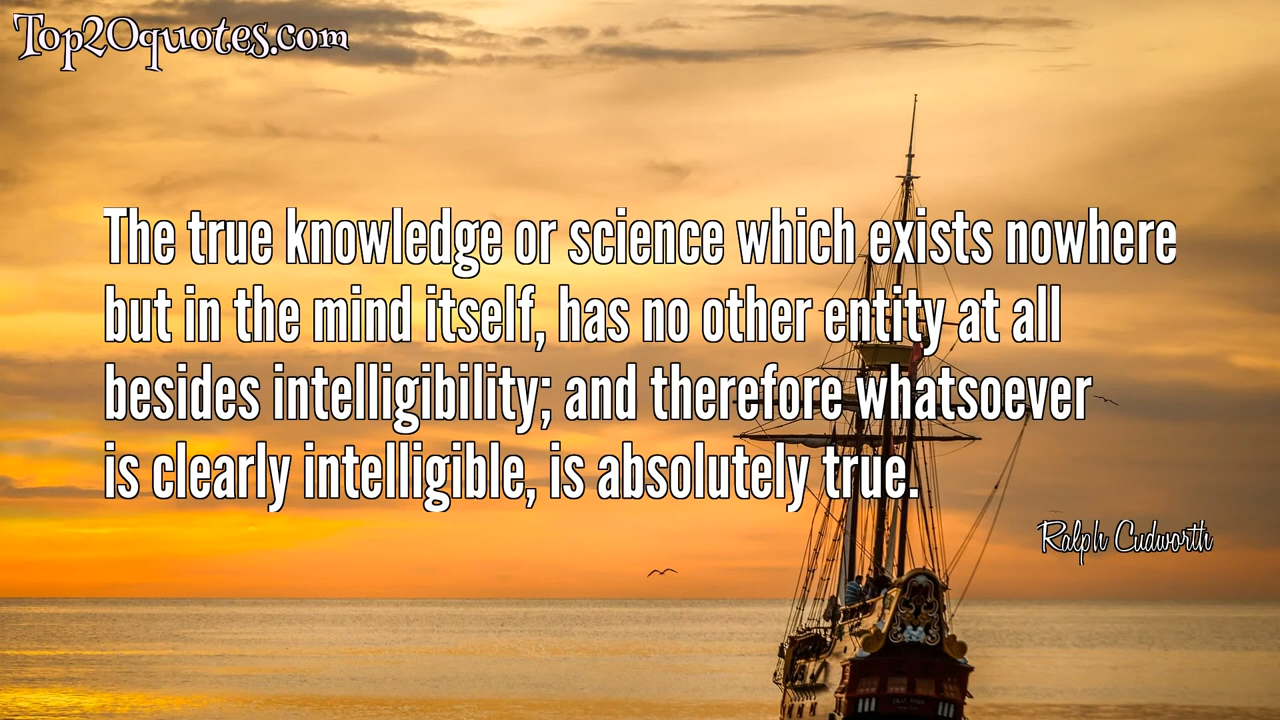 Top20quotes.com
The true knowledge or science which exists nowhere
but in the mind itself, has no other entity at all
besides intelligibility; and therefore whatsoever
is clearly intelligible, is absolutely true.
Ralph Cudworth